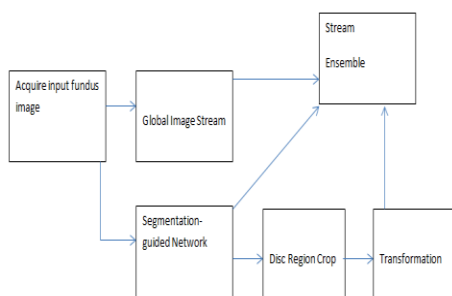 Stream
Ensemble
Acquire input fundus
image
Global Image Stream
Segmentation-
guided Network
Disc Region Crop
Transformation